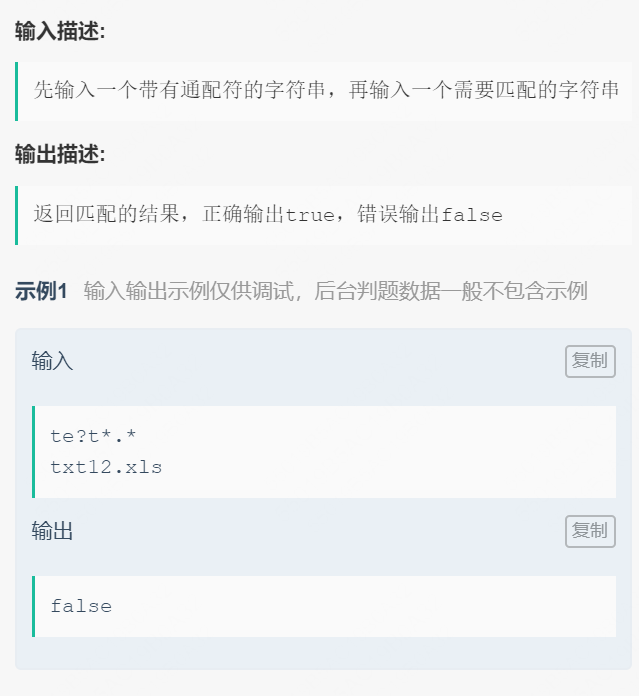 输入描述:
先输入一个带有通配符的字符串，再输入一个需要匹配的字符串
输出描述:
返回匹配的结果，正确输出true，错误输出false
示例1 输入输出示例仅供调试，后台判题数据一般不包含示例
输入 复制
te?t*.*
txt12.xls
输出 复制
false